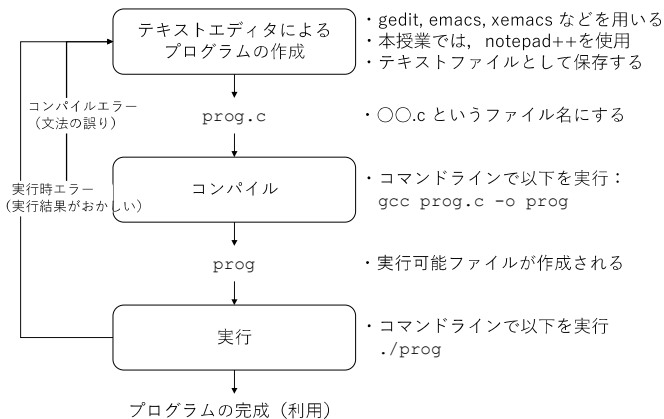 テキストエディタによる
プログラムの作成
・gedit, emacs, xemacs などを用いる
・本授業では，notepad++を使用
・テキストファイルとして保存する
コンパイルエラー
（文法の誤り）
prog.c
・〇〇.c というファイル名にする
実行時エラー
（実行結果がおかしい）
コンパイル
・コマンドラインで以下を実行：
gcc prog.c -o prog
prog
・実行可能ファイルが作成される
実行
・コマンドラインで以下を実行
./prog
プログラムの完成（利用）